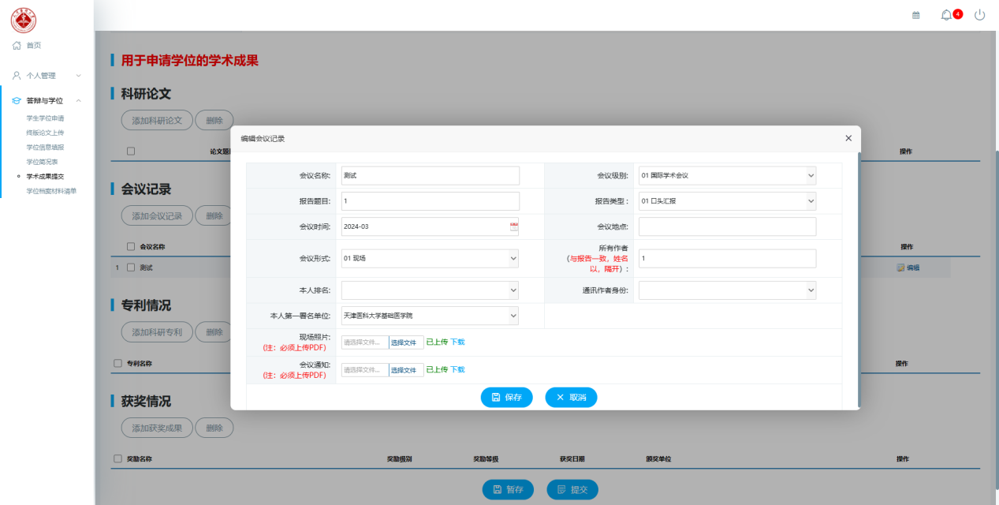 4
首页
个人管理
答辩与学位
学生学位申请
终版论文上传
学位信息填报
学位简况表
学术成果提交
学位档案材料清单
用于申请学位的学术成果
科研论文
添加科研论文 删除
论文题
操作
会议记录
添加会议记录 删除
会议名称
操作
1 测试
编辑
专利情况
添加科研专利 删除
专利名称
操作
获奖情况
添加获奖成果 删除
奖励名称 奖励级别 奖励等级 获奖日期 颁奖单位 操作
暂存 提交
编辑会议记录
会议名称: 测试 会议级别: 01 国际学术会议
报告题目: 1 报告类型: 01 口头汇报
会议时间: 2024-03 会议地点:
会议形式: 01 现场
所有作者
(与报告一致，姓名
以，隔开): 1
本人排名: 通讯作者身份:
本人第一署名单位: 天津医科大学基础医学院
现场照片:
(注：必须上传PDF) 请选择文件... 选择文件 已上传 下载
会议通知:
(注：必须上传PDF) 请选择文件... 选择文件 已上传 下载
保存 取消